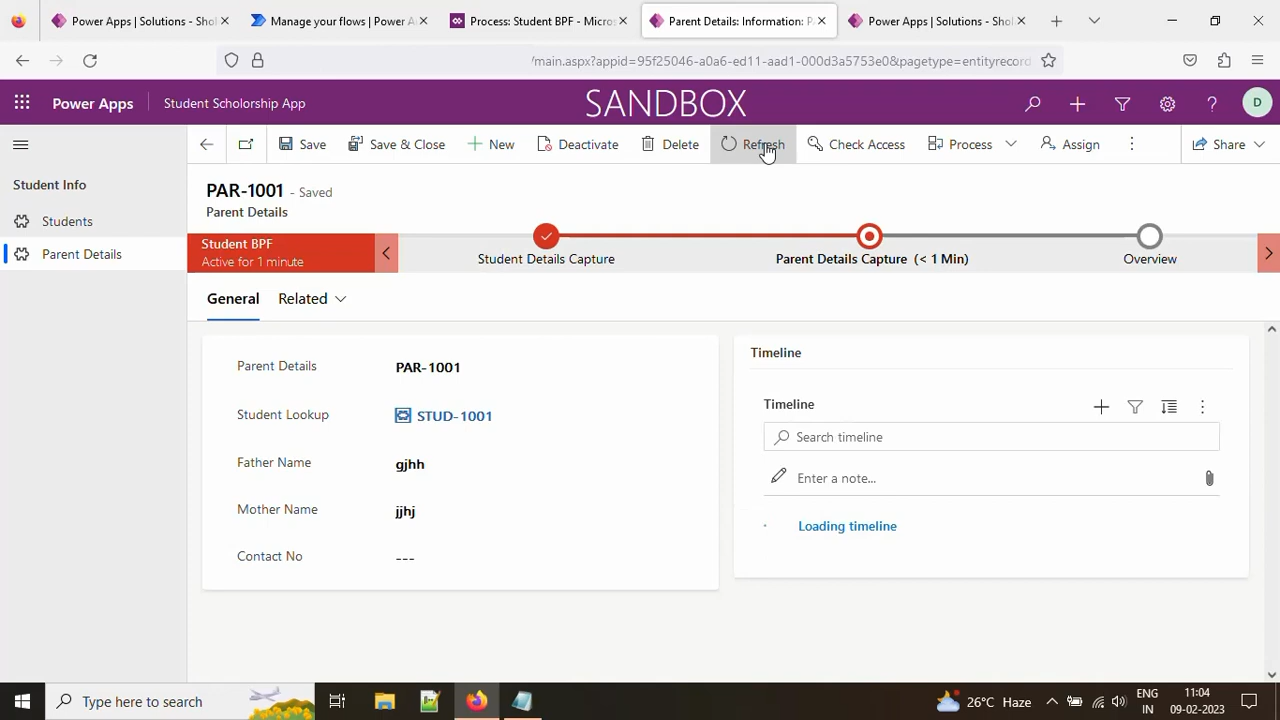 Power Apps | Solutions - Shol
Manage your flows | Power A
Process: Student BPF - Micros
Parent Details: Information: PA
Power Apps | Solutions - Shol
/main.aspx?appid=95f25046-a0a6-ed11-aad1-000d3a5753e0&pagetype=entityrecord
Power Apps
Student Scholorship App
SANDBOX
D
Save
Save & Close
New
Deactivate
Delete
Refresh
Check Access
Process
Assign
Share
Student Info
Students
Parent Details
PAR-1001 - Saved
Parent Details
Student BPF
Active for 1 minute
Student Details Capture
Parent Details Capture (< 1 Min)
Overview
General
Related
Parent Details
PAR-1001
Student Lookup
STUD-1001
Father Name
gjhh
Mother Name
jjhj
Contact No
---
Timeline
Timeline
Search timeline
Enter a note...
Loading timeline
Type here to search
26°C Haze
ENG
IN
11:04
09-02-2023